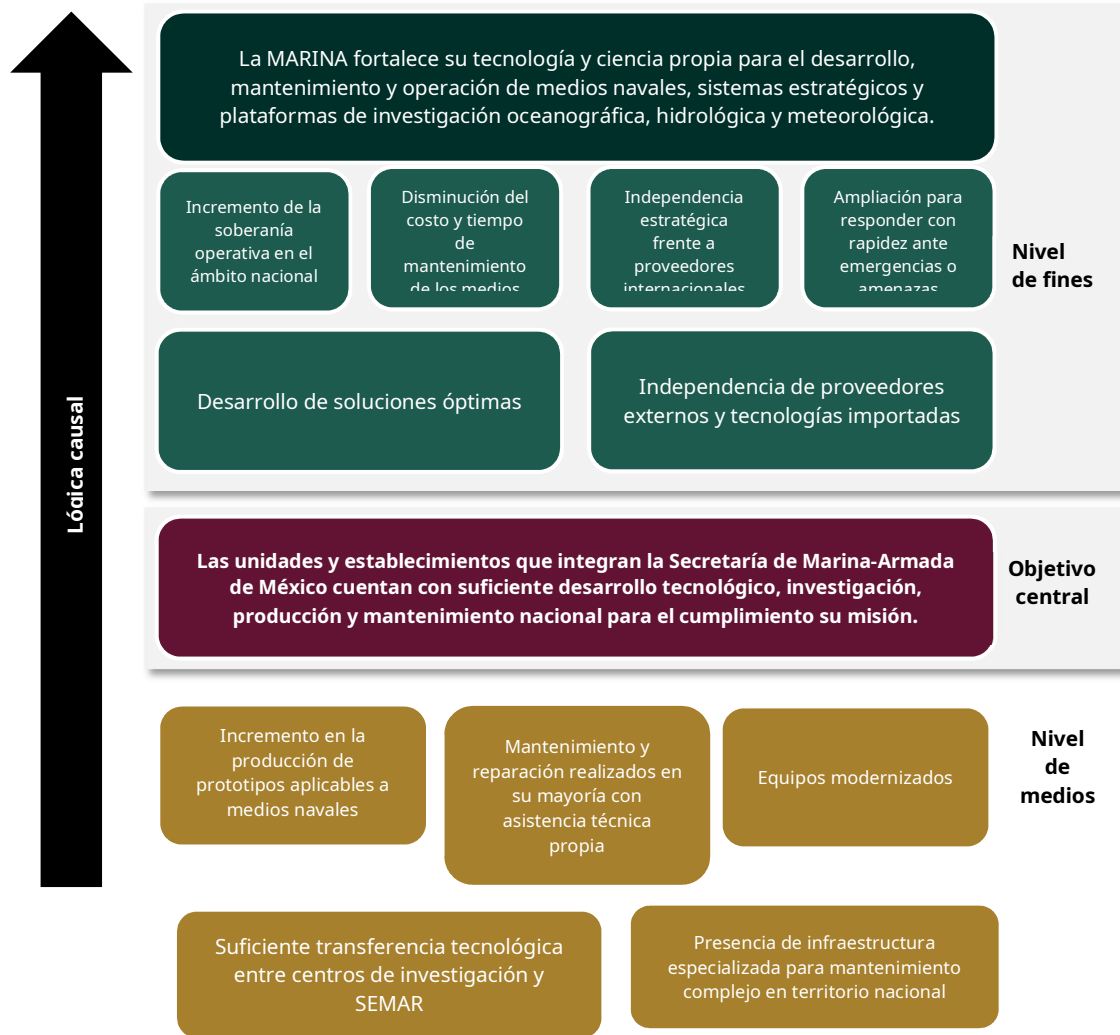 La MARINA fortalece su tecnología y ciencia propia para el desarrollo,
mantenimiento y operación de medios navales, sistemas estratégicos y
plataformas de investigación oceanográfica, hidrológica y meteorológica.
Incremento de la
soberanía
operativa en el
ámbito nacional
Disminución del
costo y tiempo
de
mantenimiento
de los medios
Independencia
estratégica
frente a
proveedores
internacionales
Ampliación para
responder con
rapidez ante
emergencias o
amenazas
Nivel
de fines
Desarrollo de soluciones óptimas
Independencia de proveedores
externos y tecnologías importadas
Lógica causal
Las unidades y establecimientos que integran la Secretaría de Marina-Armada
de México cuentan con suficiente desarrollo tecnológico, investigación,
producción y mantenimiento nacional para el cumplimiento su misión.
Objetivo
central
Incremento en la
producción de
prototipos aplicables a
medios navales
Mantenimiento y
reparación realizados en
su mayoría con
asistencia técnica
propia
Equipos modernizados
Nivel
de
medios
Suficiente transferencia tecnológica
entre centros de investigación y
SEMAR
Presencia de infraestructura
especializada para mantenimiento
complejo en territorio nacional